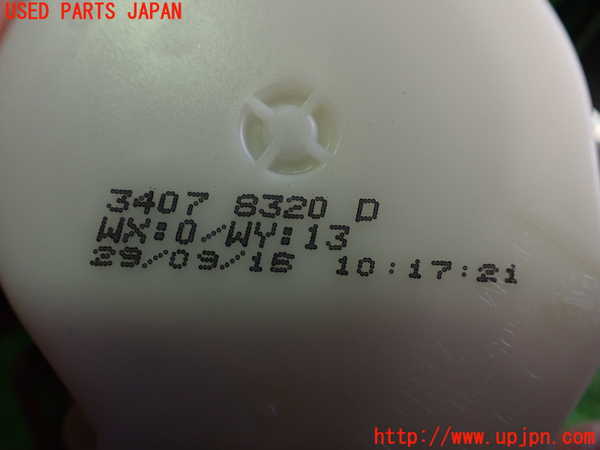 USED PARTS JAPAN
3407 8320 D
WX:0/WY:13
29/09/15 10:17:21
http://www.upjpn.com/